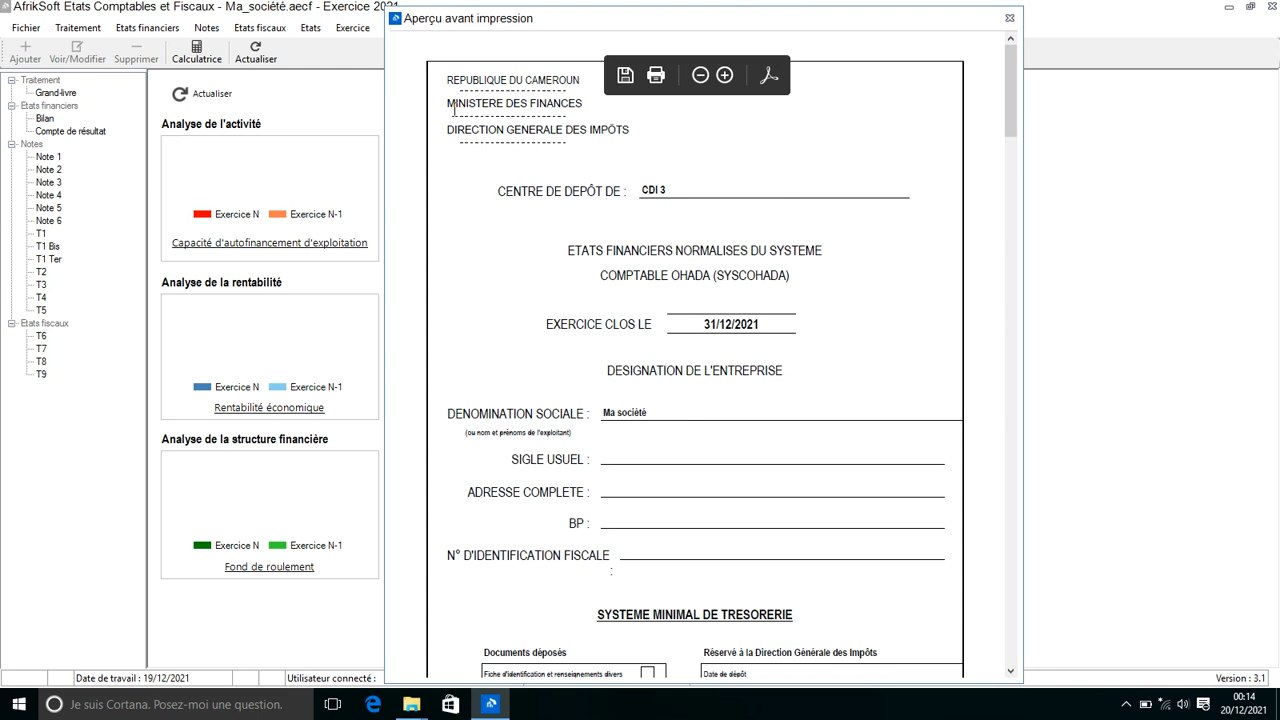 AfrikSoft Etats Comptables et Fiscaux - Ma_société.aecf - Exercice 2021
Fichier Traitement Etats financiers Notes Etats fiscaux Etats Exercice
Ajouter Voir/Modifier Supprimer Calculatrice Actualiser
Traitement
Grand-livre
Etats financiers
Bilan
Compte de résultat
Notes
Note 1
Note 2
Note 3
Note 4
Note 5
Note 6
T1
T1 Bis
T1 Ter
T2
T3
T4
T5
Etats fiscaux
T6
T7
T8
T9
Actualiser
Analyse de l'activité
Exercice N Exercice N-1
Capacité d'autofinancement d'exploitation
Analyse de la rentabilité
Exercice N Exercice N-1
Rentabilité économique
Analyse de la structure financière
Exercice N Exercice N-1
Fond de roulement
Aperçu avant impression
REPUBLIQUE DU CAMEROUN
MINISTERE DES FINANCES
DIRECTION GENERALE DES IMPÔTS
CENTRE DE DEPÔT DE : CDI 3
ETATS FINANCIERS NORMALISES DU SYSTEME
COMPTABLE OHADA (SYSCOHADA)
EXERCICE CLOS LE 31/12/2021
DESIGNATION DE L'ENTREPRISE
DENOMINATION SOCIALE : Ma société
(ou nom et prénoms de l'exploitant)
SIGLE USUEL :
ADRESSE COMPLETE :
BP :
N° D'IDENTIFICATION FISCALE
:
SYSTEME MINIMAL DE TRESORERIE
Documents déposés Réservé à la Direction Générale des Impôts
Fiche d'identification et renseignements divers Date de dépôt
Date de travail : 19/12/2021 Utilisateur connecté : Version : 3.1
Je suis Cortana. Posez-moi une question.
00:14
20/12/2021